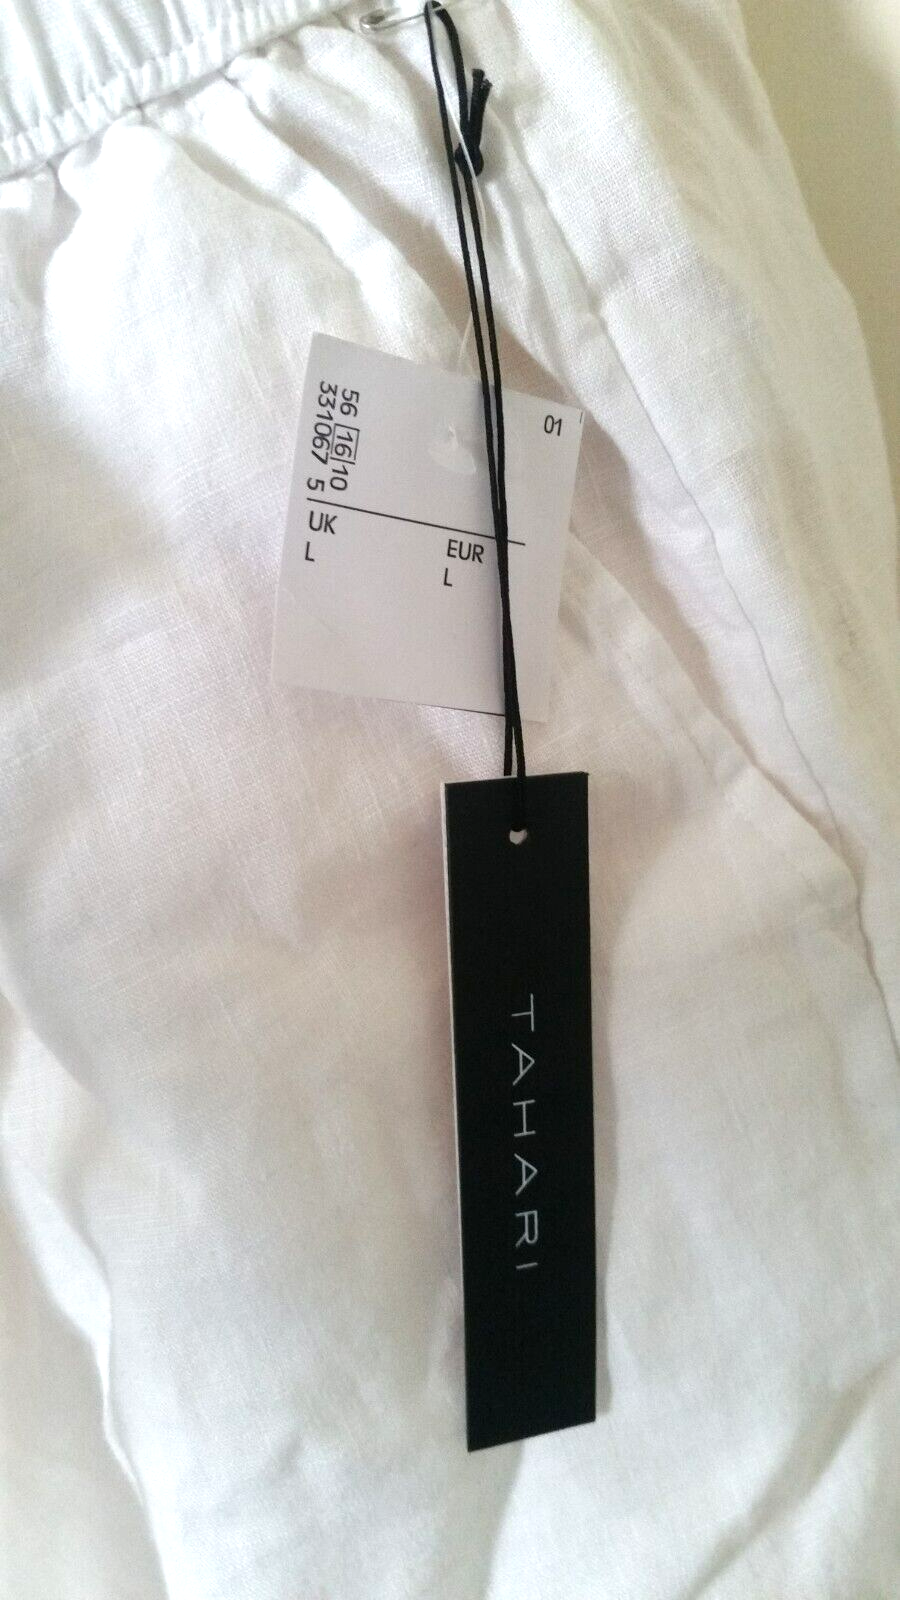 01
56 16 10
331067 5
UK EUR
L L
TAHARI